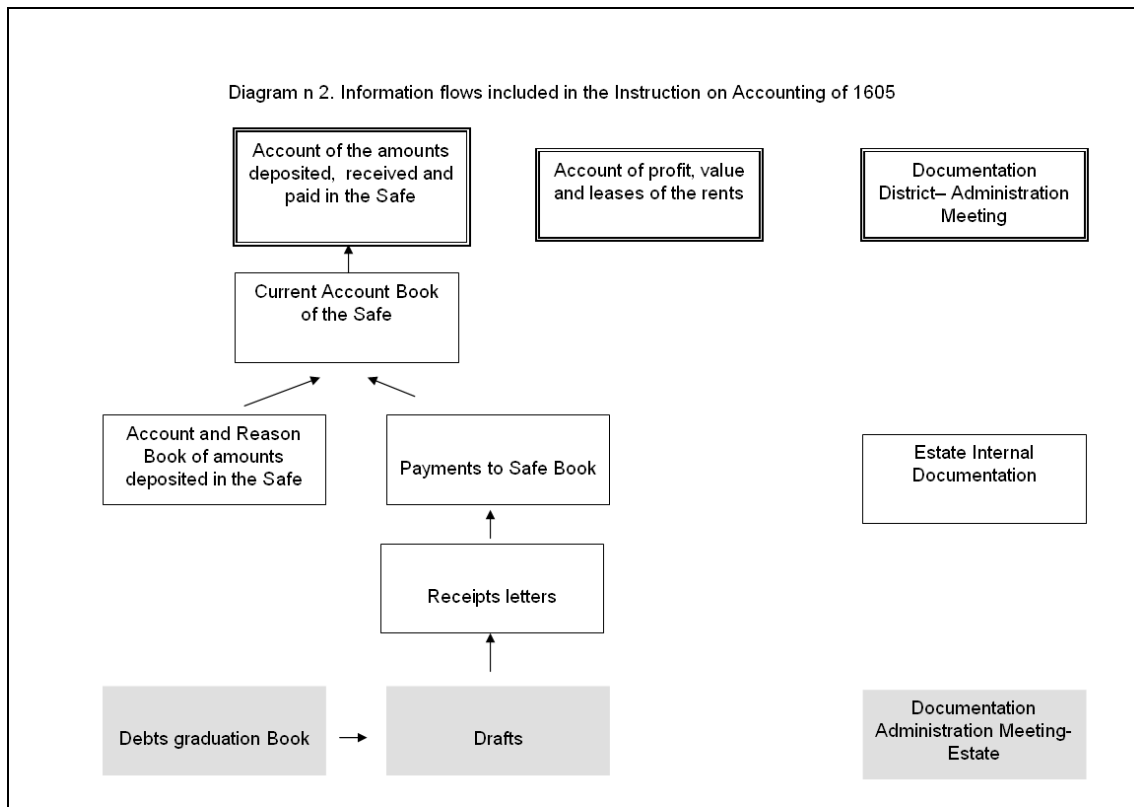 Diagram n 2. Information flows included in the Instruction on Accounting of 1605
Account of the amounts
deposited, received and
paid in the Safe
Account of profit, value
and leases of the rents
Documentation
District– Administration
Meeting
Current Account Book
of the Safe
Account and Reason
Book of amounts
deposited in the Safe
Payments to Safe Book
Estate Internal
Documentation
Receipts letters
Debts graduation Book
Drafts
Documentation
Administration Meeting-
Estate